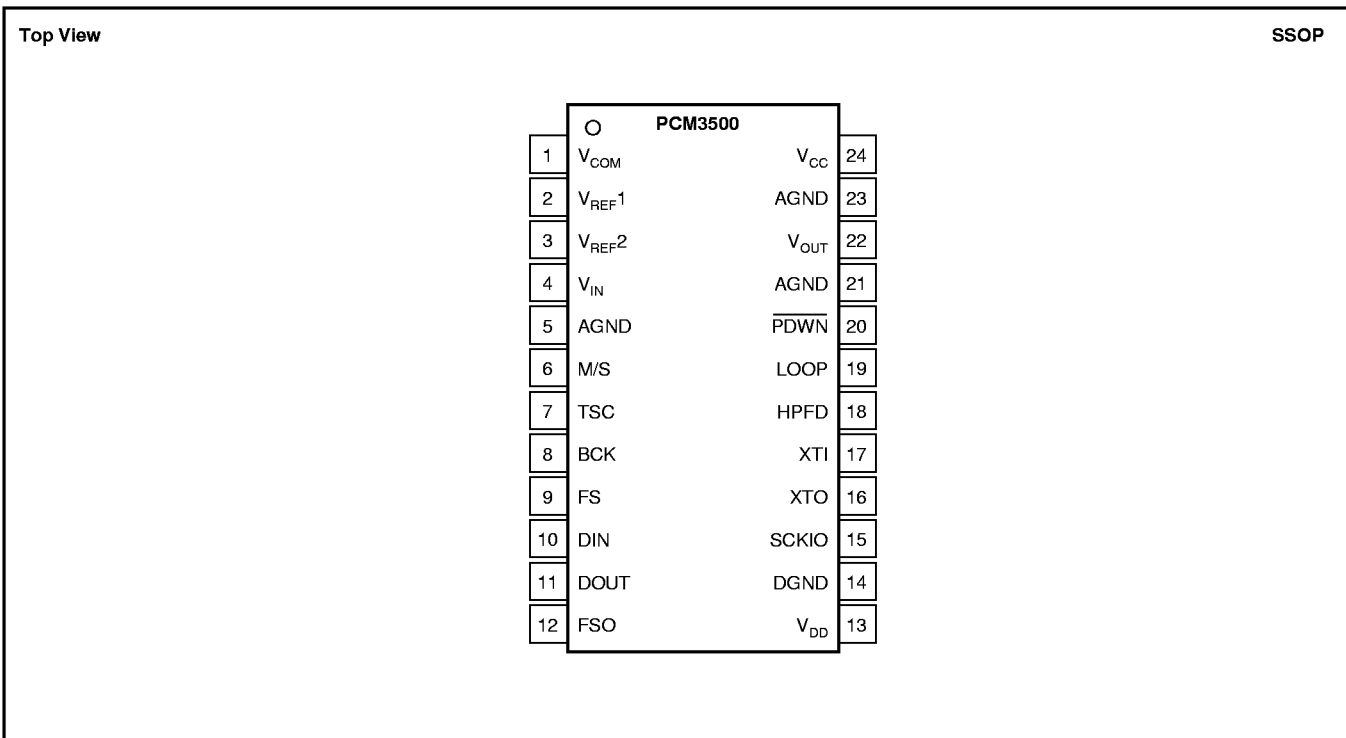 Top View SSOP
PCM3500
1 VCOM VCC 24
2 VREF1 AGND 23
3 VREF2 VOUT 22
4 VIN AGND 21
5 AGND PDWN 20
6 M/S LOOP 19
7 TSC HPFD 18
8 BCK XTI 17
9 FS XTO 16
10 DIN SCKIO 15
11 DOUT DGND 14
12 FSO VDD 13